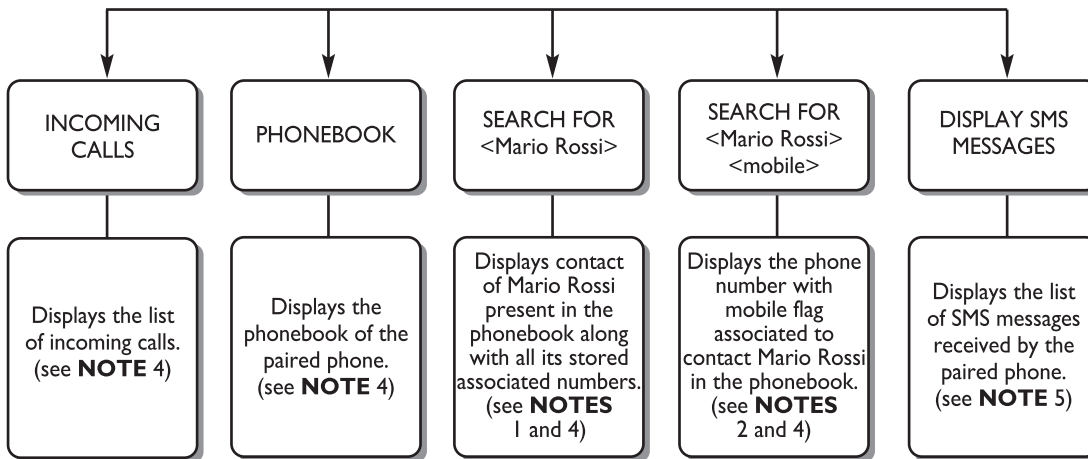 INCOMING
CALLS
PHONEBOOK
SEARCH FOR
<Mario Rossi>
SEARCH FOR
<Mario Rossi>
<mobile>
DISPLAY SMS
MESSAGES
Displays the list
of incoming calls.
(see NOTE 4)
Displays the
phonebook of the
paired phone.
(see NOTE 4)
Displays contact
of Mario Rossi
present in the
phonebook along
with all its stored
associated numbers.
(see NOTES
1 and 4)
Displays the phone
number with
mobile flag
associated to
contact Mario Rossi
in the phonebook.
(see NOTES
2 and 4)
Displays the list
of SMS messages
received by the
paired phone.
(see NOTE 5)